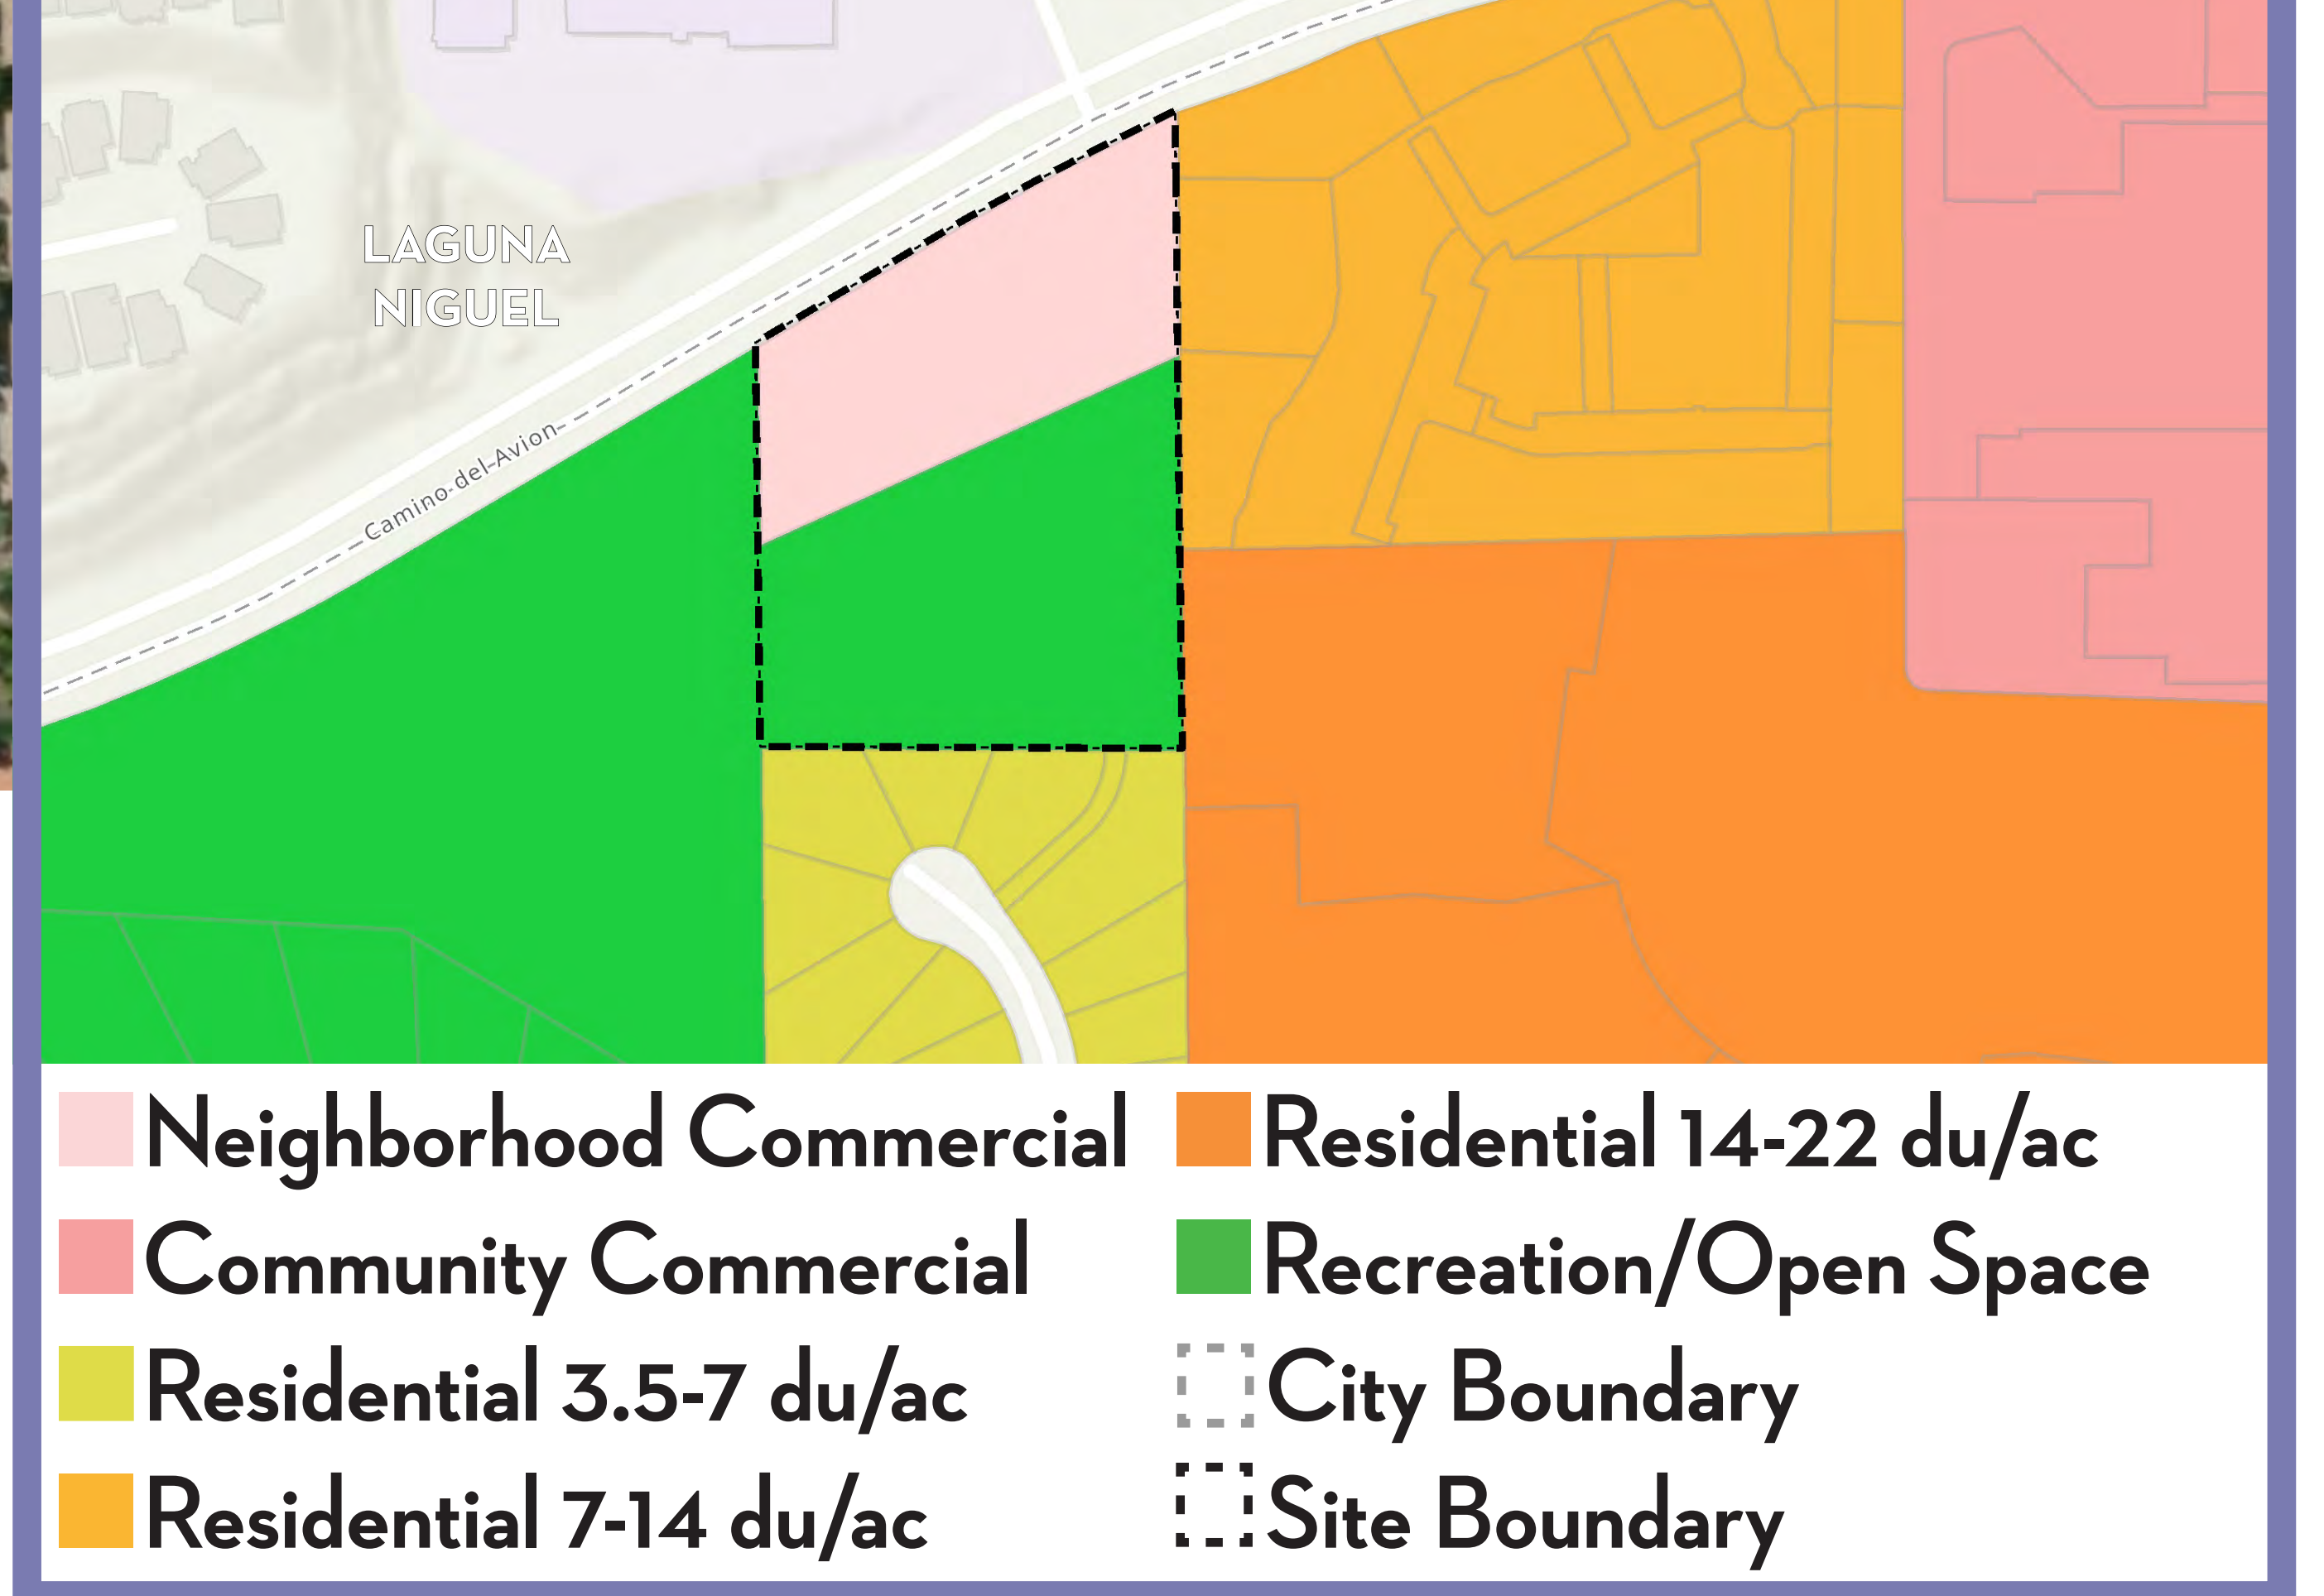 LAGUNA
NIGUEL
Camino del Avion
Neighborhood Commercial
Community Commercial
Residential 3.5-7 du/ac
Residential 7-14 du/ac
Residential 14-22 du/ac
Recreation/Open Space
City Boundary
Site Boundary